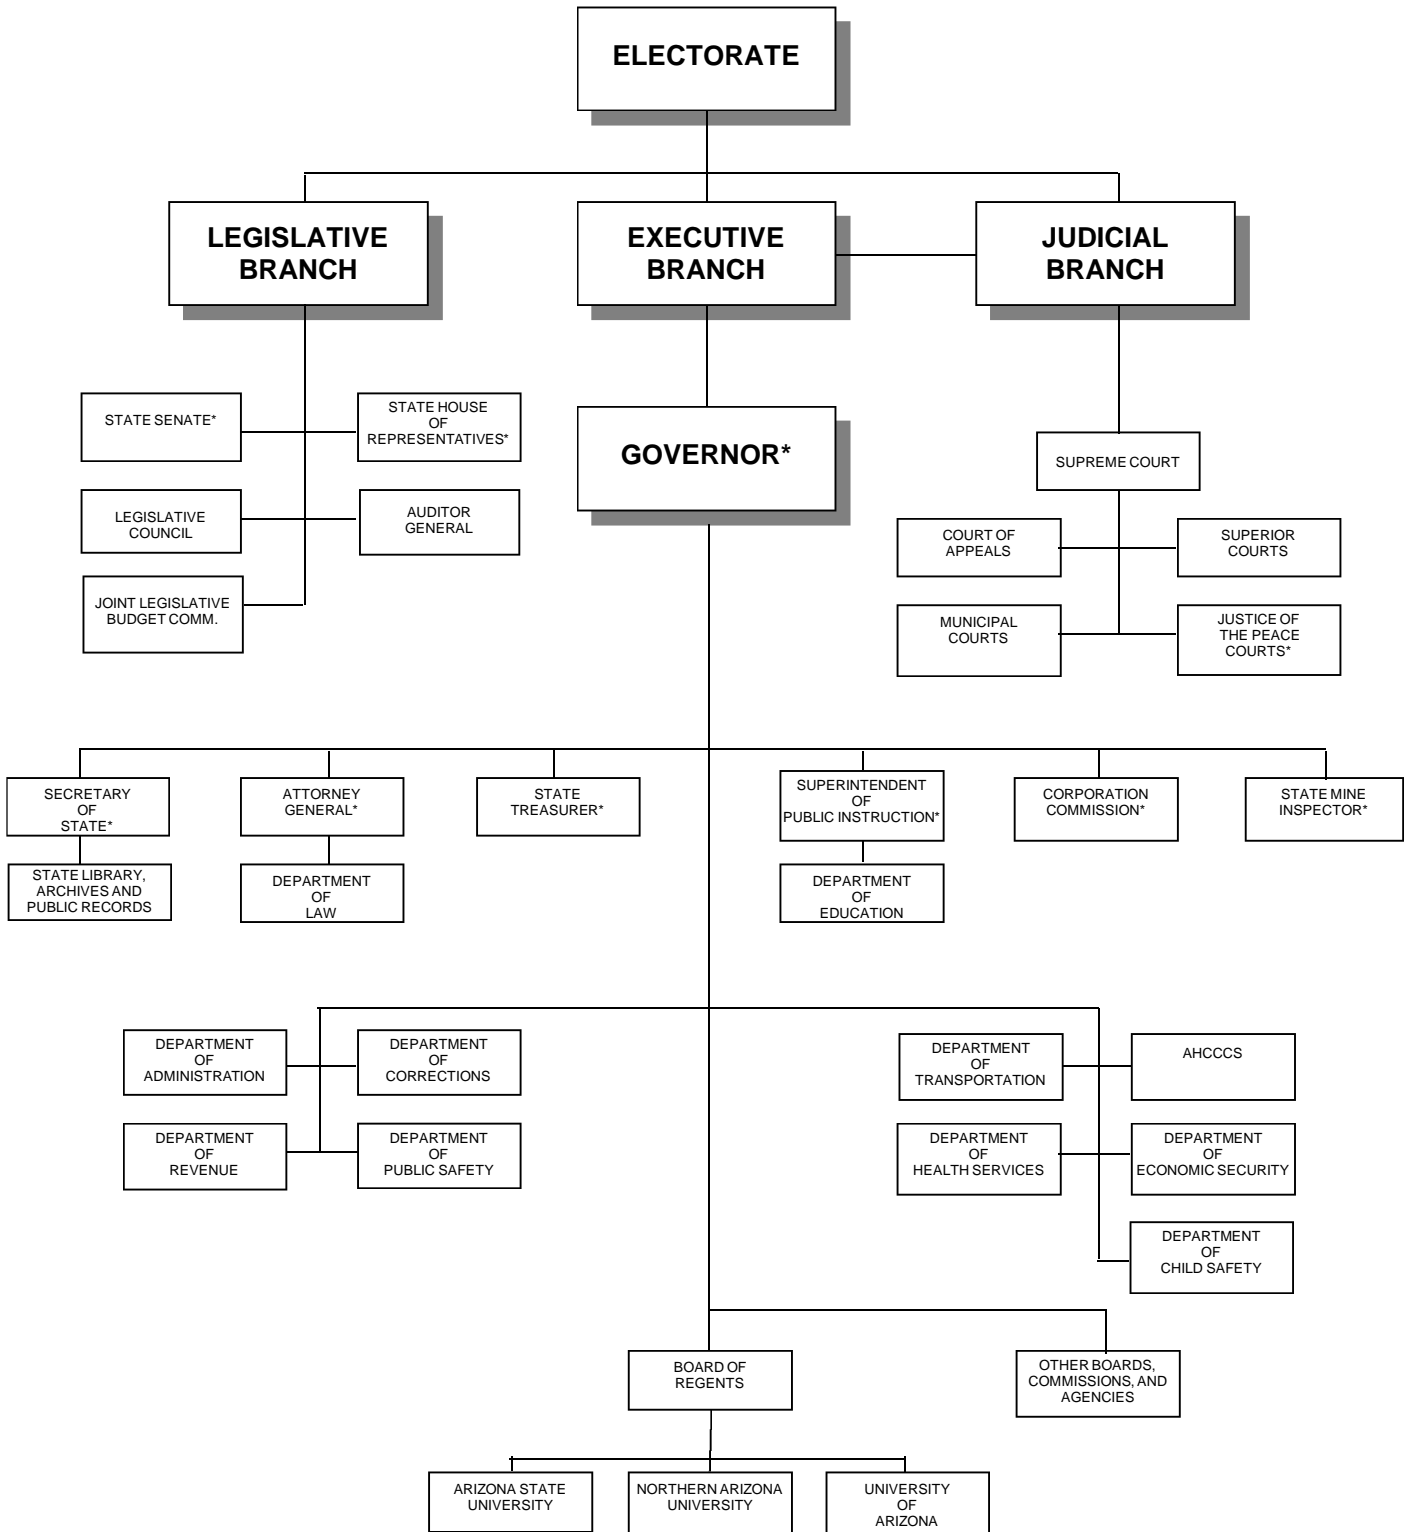 ELECTORATE
LEGISLATIVE
BRANCH
EXECUTIVE
BRANCH
JUDICIAL
BRANCH
STATE SENATE*
STATE HOUSE
OF
REPRESENTATIVES*
LEGISLATIVE
COUNCIL
AUDITOR
GENERAL
JOINT LEGISLATIVE
BUDGET COMM.
GOVERNOR*
SUPREME COURT
COURT OF
APPEALS
SUPERIOR
COURTS
MUNICIPAL
COURTS
JUSTICE OF
THE PEACE
COURTS*
SECRETARY
OF
STATE*
ATTORNEY
GENERAL*
STATE
TREASURER*
SUPERINTENDENT
OF
PUBLIC INSTRUCTION*
CORPORATION
COMMISSION*
STATE MINE
INSPECTOR*
STATE LIBRARY,
ARCHIVES AND
PUBLIC RECORDS
DEPARTMENT
OF
LAW
DEPARTMENT
OF
EDUCATION
DEPARTMENT
OF
ADMINISTRATION
DEPARTMENT
OF
CORRECTIONS
DEPARTMENT
OF
TRANSPORTATION
AHCCCS
DEPARTMENT
OF
REVENUE
DEPARTMENT
OF
PUBLIC SAFETY
DEPARTMENT
OF
HEALTH SERVICES
DEPARTMENT
OF
ECONOMIC SECURITY
DEPARTMENT
OF
CHILD SAFETY
BOARD OF
REGENTS
OTHER BOARDS,
COMMISSIONS, AND
AGENCIES
ARIZONA STATE
UNIVERSITY
NORTHERN ARIZONA
UNIVERSITY
UNIVERSITY
OF
ARIZONA